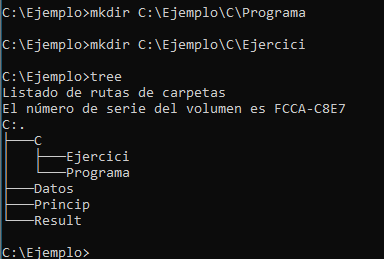 C:\Ejemplo>mkdir C:\Ejemplo\C\Programa
C:\Ejemplo>mkdir C:\Ejemplo\C\Ejercici
C:\Ejemplo>tree
Listado de rutas de carpetas
El número de serie del volumen es FCCA-C8E7
C:.
├───C
│   ├───Ejercici
│   └───Programa
├───Datos
├───Princip
└───Result
C:\Ejemplo>